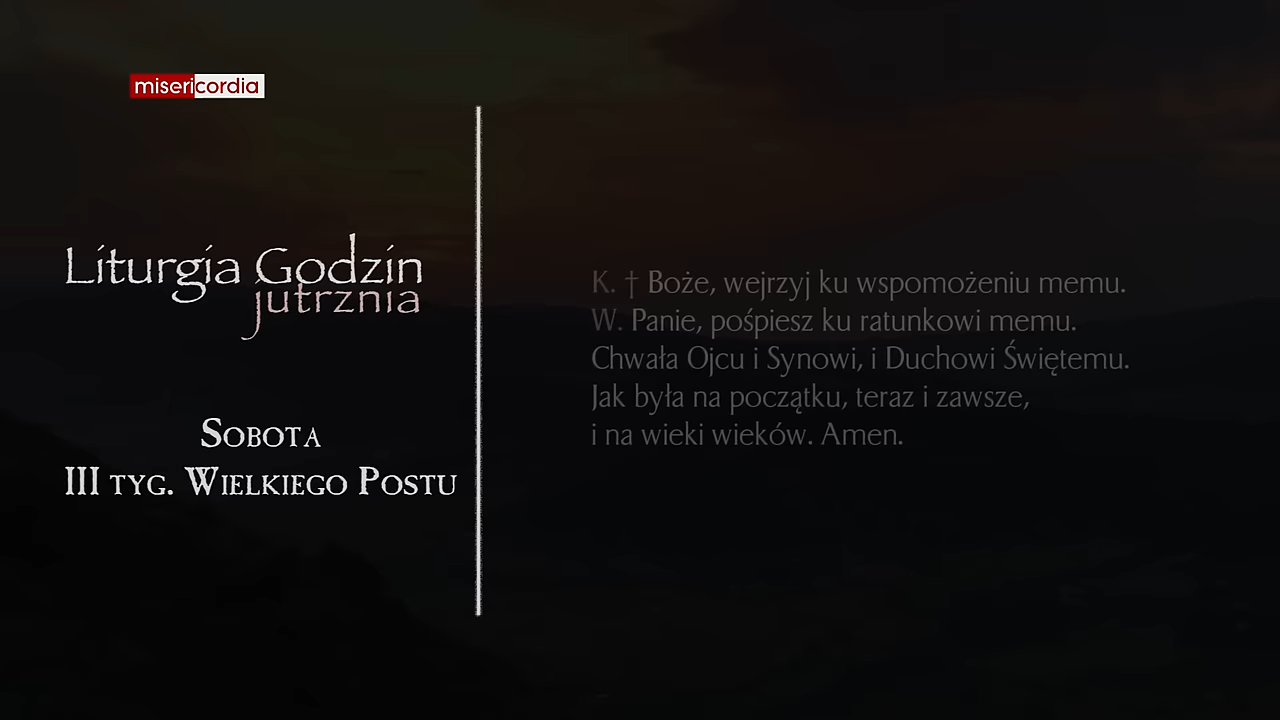 misericordia
Liturgia Godzin
jutrznia
Sobota
III tyg. Wielkiego Postu
K. † Boże, wejrzyj ku wspomożeniu memu.
W. Panie, pośpiesz ku ratunkowi memu.
Chwała Ojcu i Synowi, i Duchowi Świętemu.
Jak była na początku, teraz i zawsze,
i na wieki wieków. Amen.